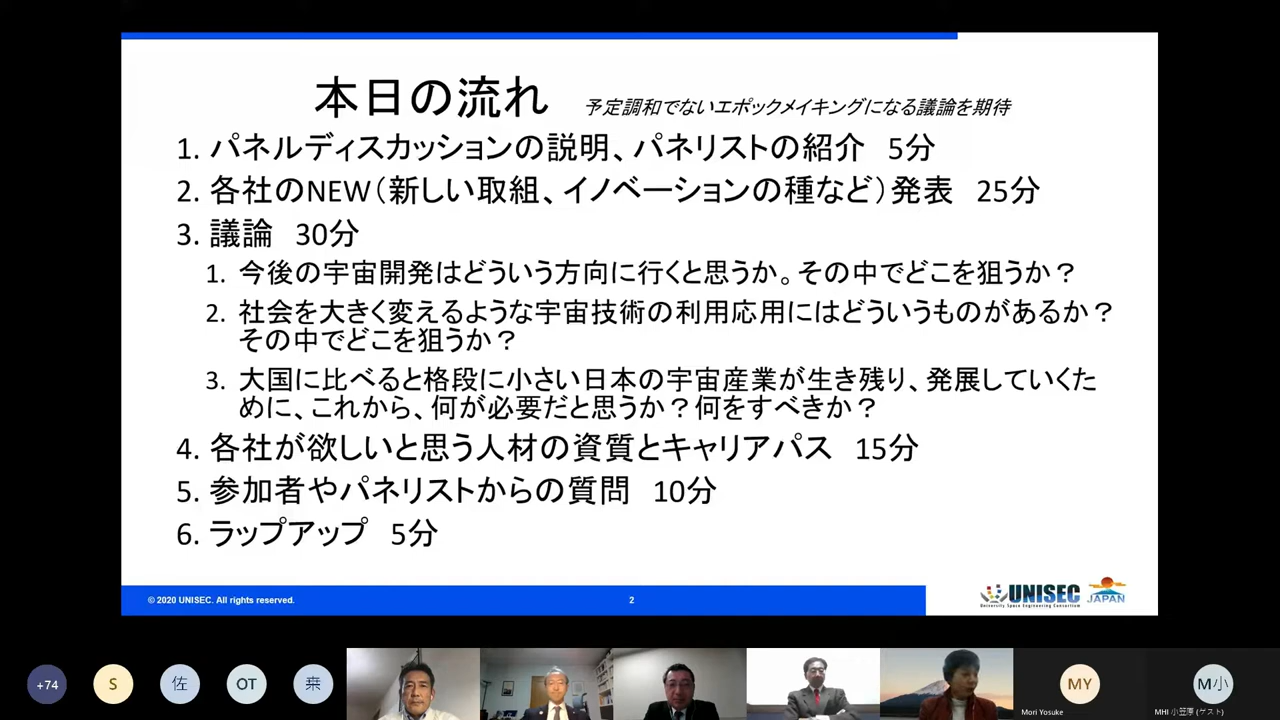 本日の流れ 予定調和でないエポックメイキングになる議論を期待
1. パネルディスカッションの説明、パネリストの紹介 5分
2. 各社のNEW（新しい取組、イノベーションの種など）発表 25分
3. 議論 30分
1. 今後の宇宙開発はどういう方向に行くと思うか。その中でどこを狙うか？
2. 社会を大きく変えるような宇宙技術の利用応用にはどういうものがあるか？
その中でどこを狙うか？
3. 大国に比べると格段に小さい日本の宇宙産業が生き残り、発展していくた
めに、これから、何が必要だと思うか？何をすべきか？
4. 各社が欲しいと思う人材の資質とキャリアパス 15分
5. 参加者やパネリストからの質問 10分
6. ラップアップ 5分
© 2020 UNISEC. All rights reserved.
2
UNISEC JAPAN
University Space Engineering Consortium
+74 S 佐 OT 桒 MY M小
Mori Yosuke
MHI 小笠原 (ゲスト)